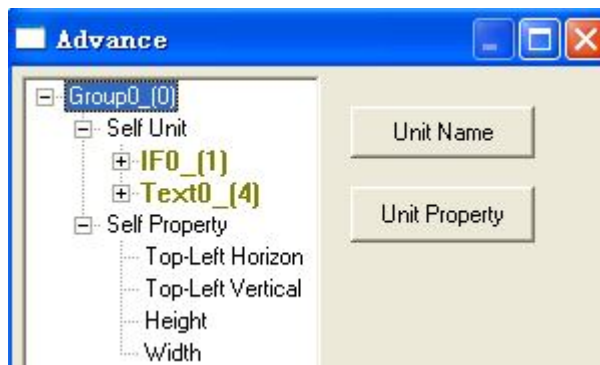 Advance
Group0_(0)
Self Unit
IF0_(1)
Text0_(4)
Self Property
Top-Left Horizon
Top-Left Vertical
Height
Width
Unit Name
Unit Property